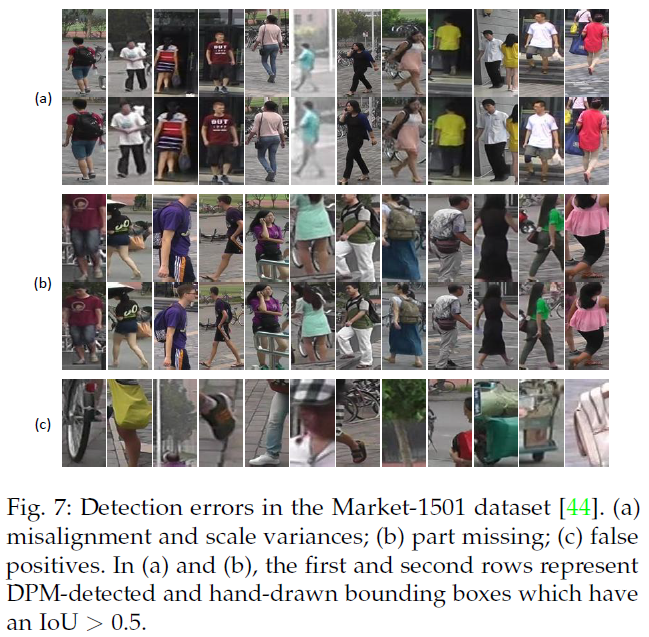 (a)
OUT
OUT
(b)
(c)
Fig. 7: Detection errors in the Market-1501 dataset [44]. (a)
misalignment and scale variances; (b) part missing; (c) false
positives. In (a) and (b), the first and second rows represent
DPM-detected and hand-drawn bounding boxes which have
an IoU > 0.5.